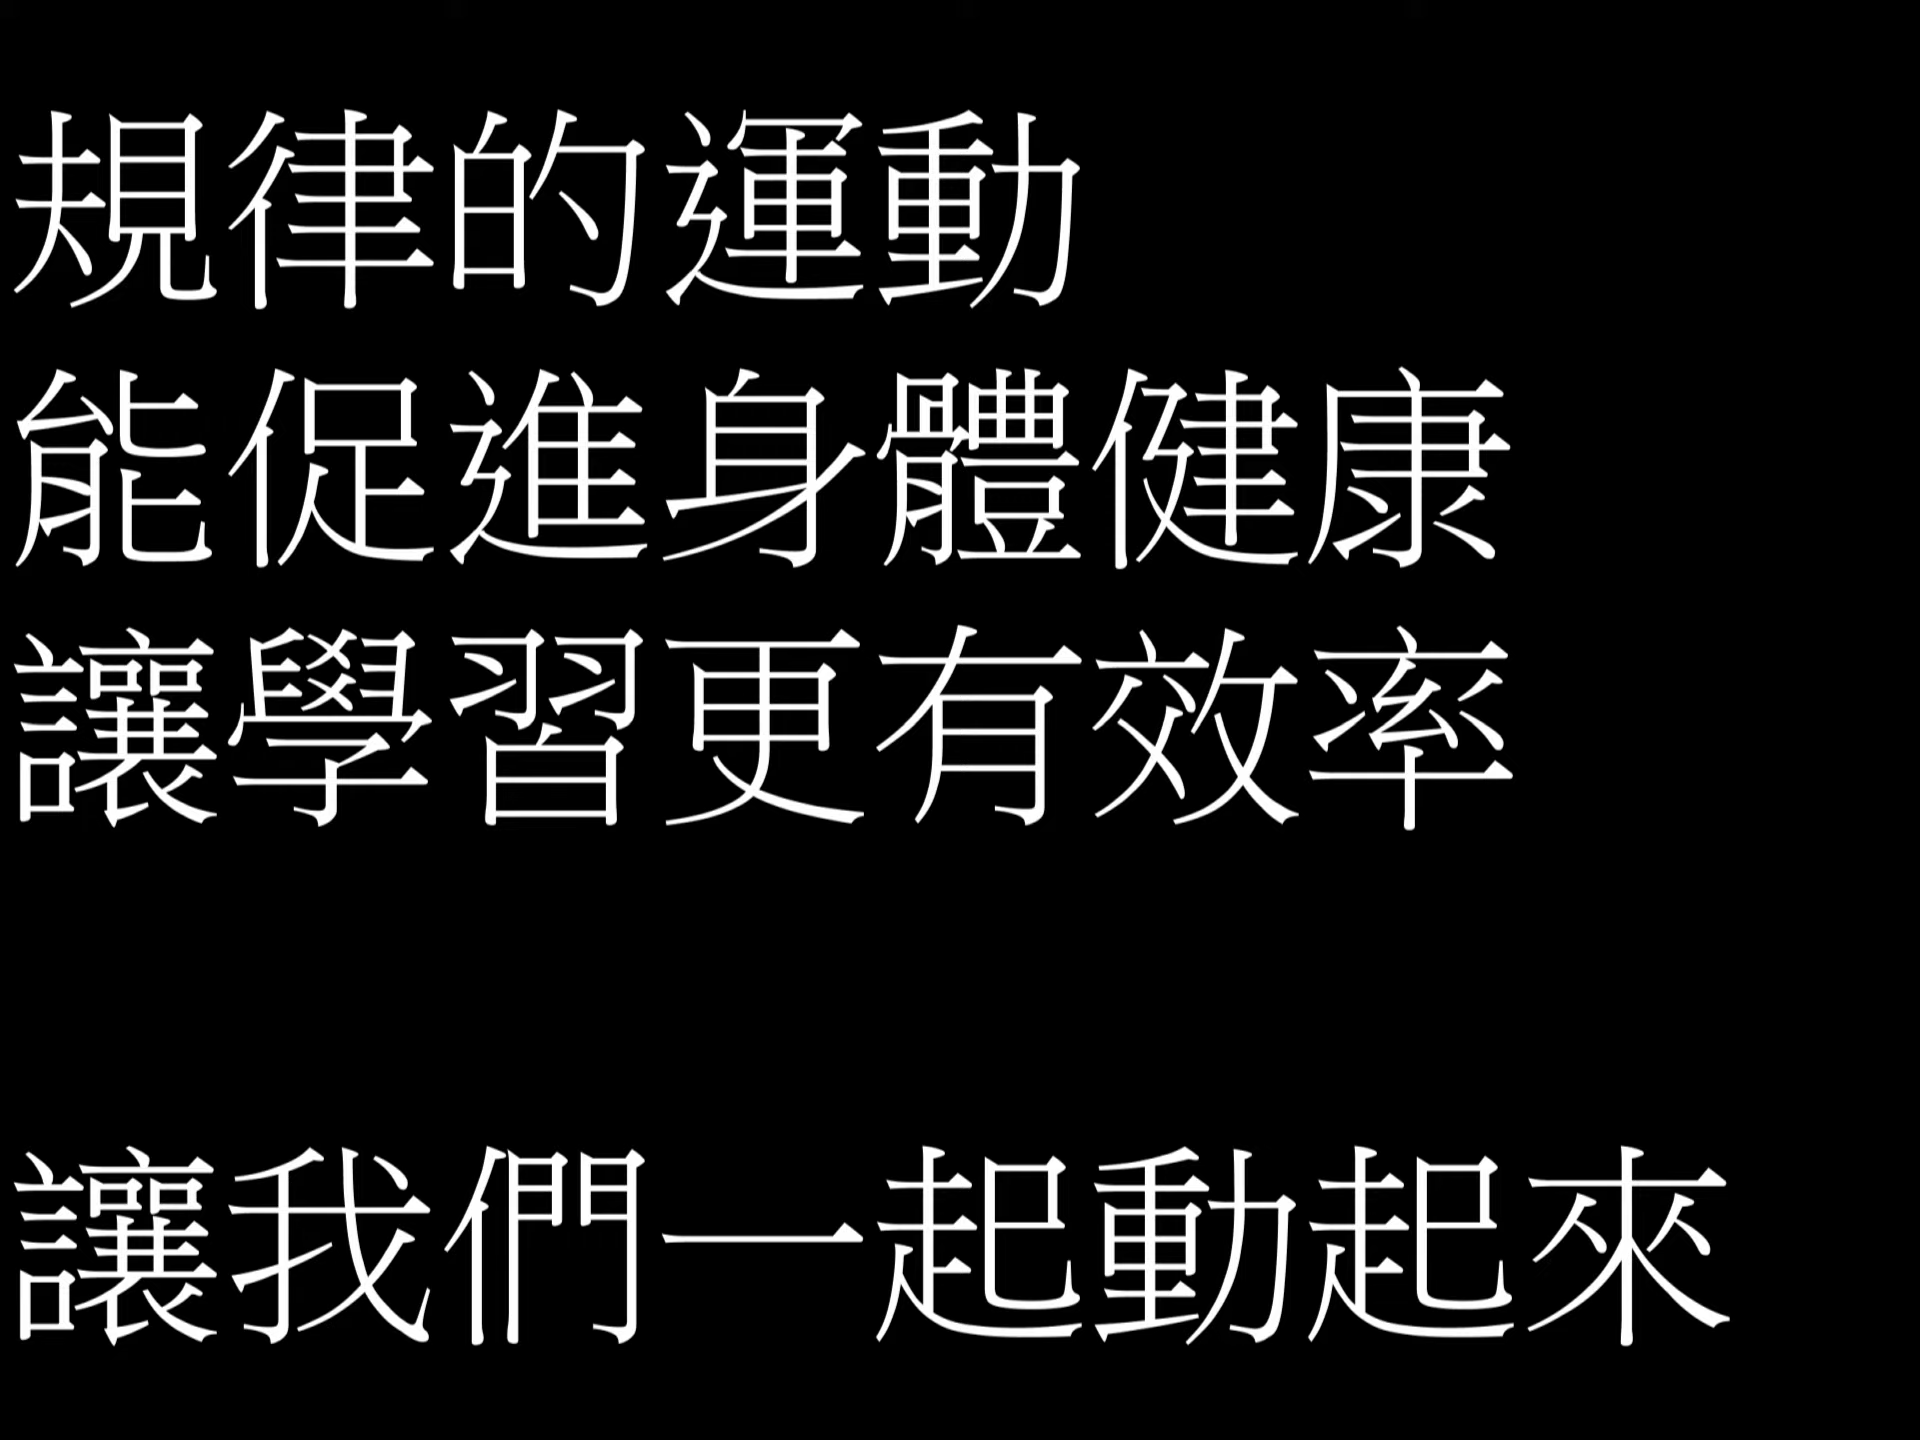 規律的運動
能促進身體健康
讓學習更有效率
讓我們一起動起來